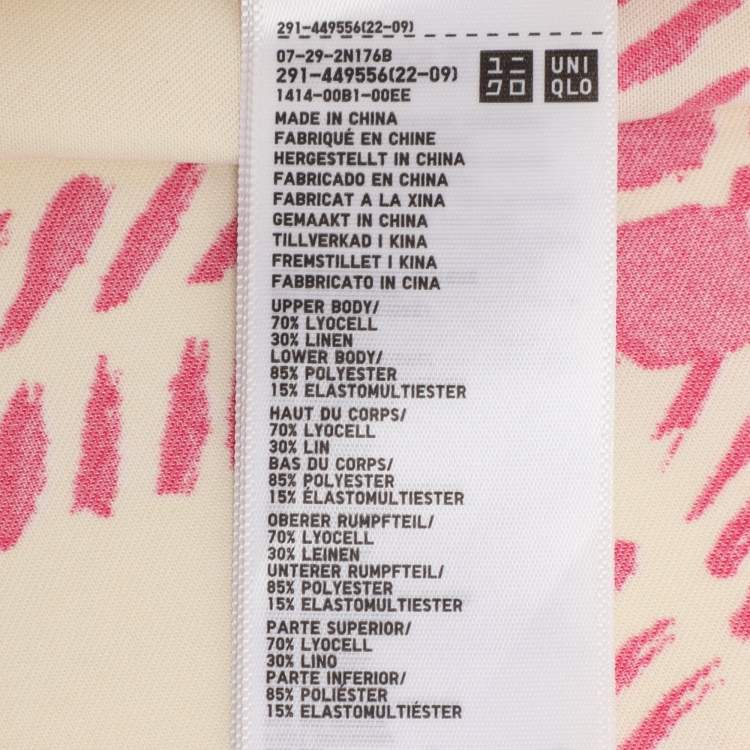 291-449556(22-09)
07-29-2N176B
291-449556(22-09)
1414-00B1-00EE
ユニ
クロ
UNI
QLO
MADE IN CHINA
FABRIQUÉ EN CHINE
HERGESTELLT IN CHINA
FABRICADO EN CHINA
FABRICAT A LA XINA
GEMAAKT IN CHINA
TILLVERKAD I KINA
FREMSTILLET I KINA
FABBRICATO IN CINA
UPPER BODY/
70% LYOCELL
30% LINEN
LOWER BODY/
85% POLYESTER
15% ELASTOMULTIESTER
HAUT DU CORPS/
70% LYOCELL
30% LIN
BAS DU CORPS/
85% POLYESTER
15% ÉLASTOMULTIESTER
OBERER RUMPFTEIL/
70% LYOCELL
30% LEINEN
UNTERER RUMPFTEIL/
85% POLYESTER
15% ELASTOMULTIESTER
PARTE SUPERIOR/
70% LYOCELL
30% LINO
PARTE INFERIOR/
85% POLIÉSTER
15% ELASTOMULTIÉSTER